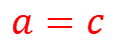 a = c